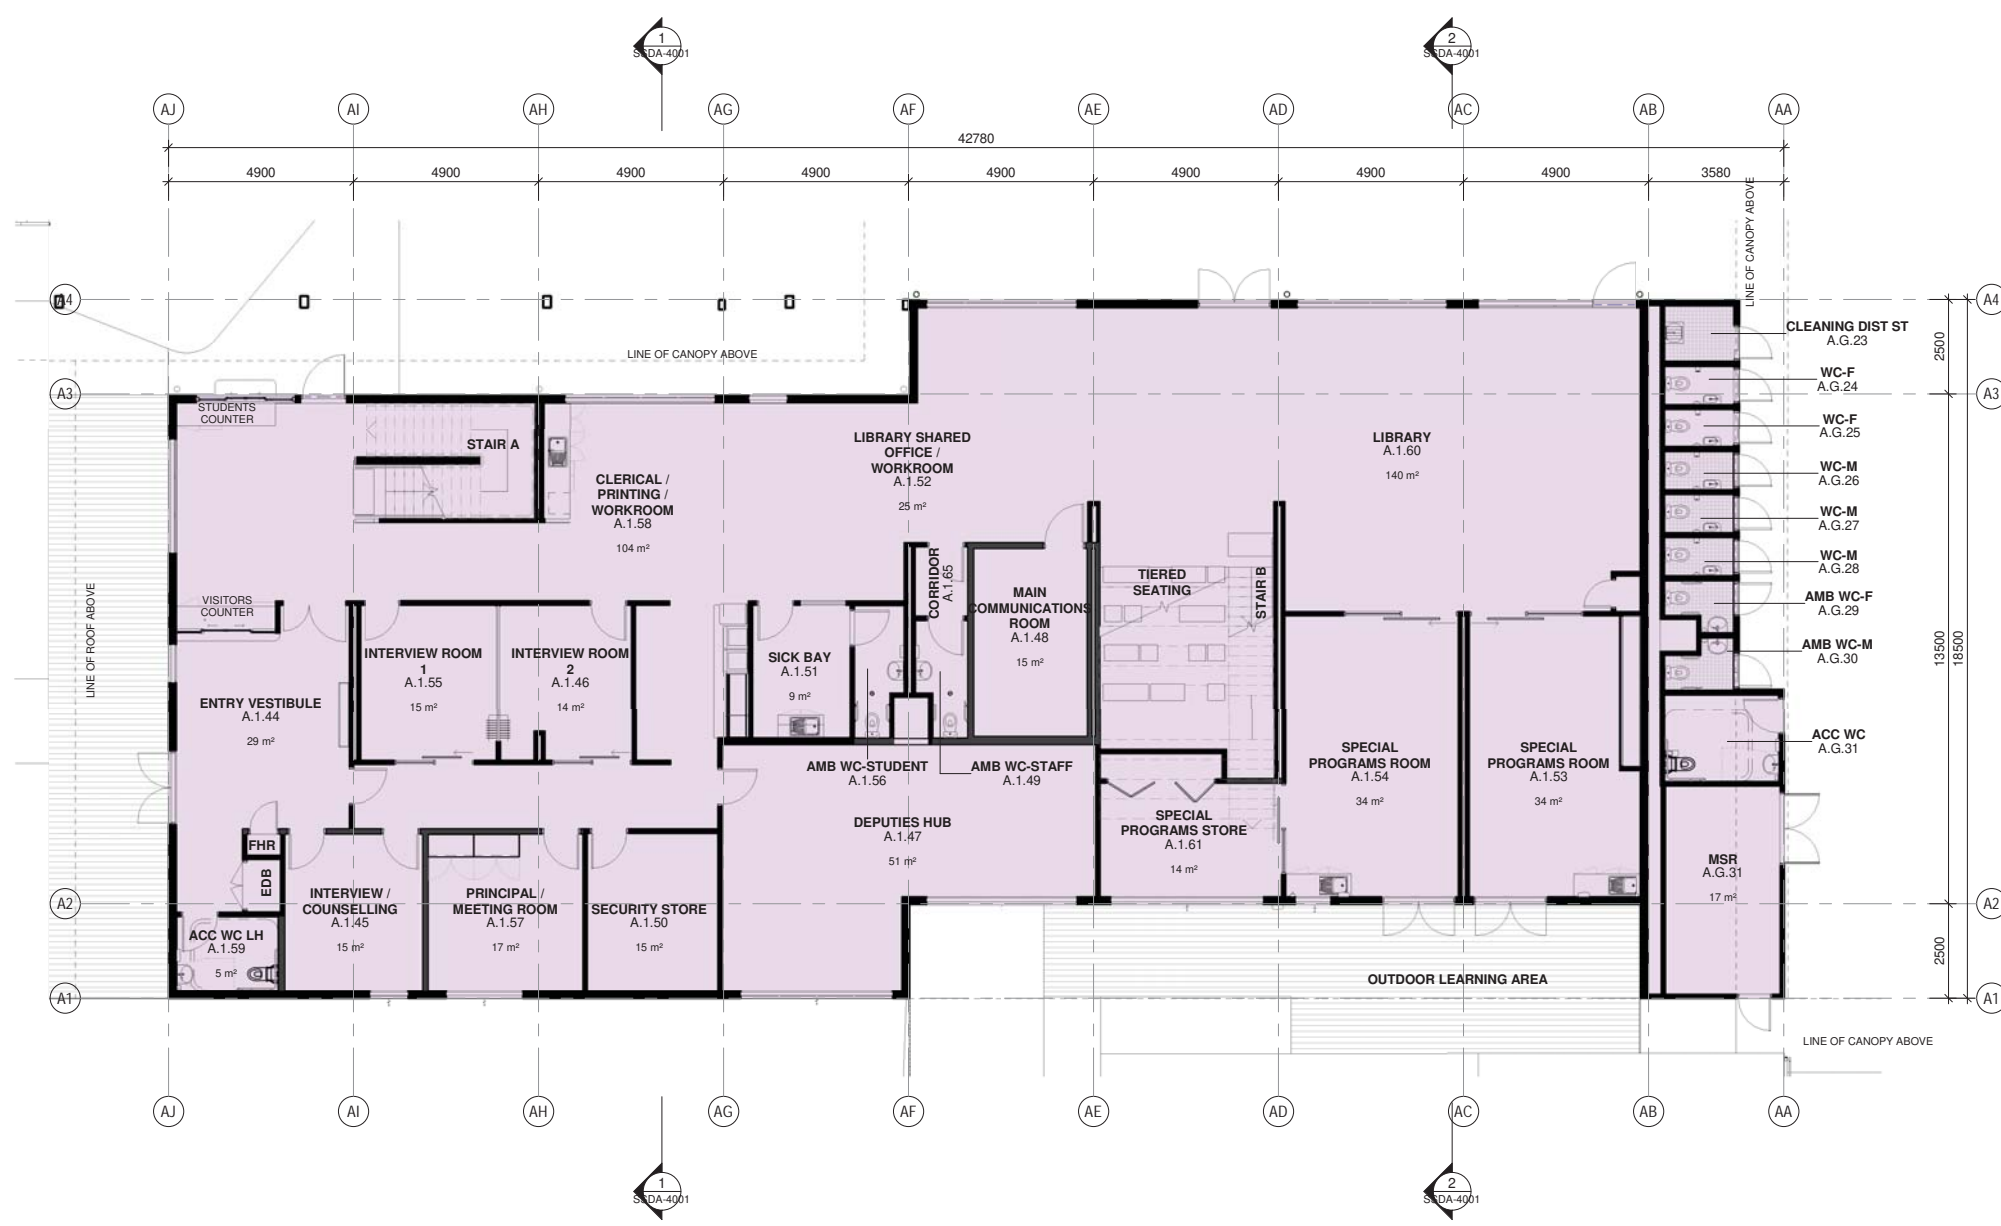 1
SSDA-4001
2
SSDA-4001
AJ
AI
AH
AG
AF
AE
AD
AC
AB
AA
42780
4900
4900
4900
4900
4900
4900
4900
4900
3580
LINE OF CANOPY ABOVE
A4
A4
LINE OF CANOPY ABOVE
CLEANING DIST ST
A.G.23
2500
WC-F
A.G.24
A3
A3
STUDENTS
COUNTER
STAIR A
LIBRARY SHARED
OFFICE /
WORKROOM
A.1.52
25 m²
LIBRARY
A.1.60
140 m²
WC-F
A.G.25
CLERICAL /
PRINTING /
WORKROOM
A.1.58
104 m²
WC-M
A.G.26
WC-M
A.G.27
WC-M
A.G.28
LINE OF ROOF ABOVE
VISITORS
COUNTER
CORRIDOR
A.1.65
MAIN
COMMUNICATIONS
ROOM
A.1.48
15 m²
TIERED
SEATING
STAIR B
AMB WC-F
A.G.29
AMB WC-M
A.G.30
13500
18500
INTERVIEW ROOM
1
A.1.55
15 m²
INTERVIEW ROOM
2
A.1.46
14 m²
SICK BAY
A.1.51
9 m²
ENTRY VESTIBULE
A.1.44
29 m²
AMB WC-STUDENT
A.1.56
AMB WC-STAFF
A.1.49
SPECIAL
PROGRAMS ROOM
A.1.54
34 m²
SPECIAL
PROGRAMS ROOM
A.1.53
34 m²
ACC WC
A.G.31
DEPUTIES HUB
A.1.47
51 m²
SPECIAL
PROGRAMS STORE
A.1.61
14 m²
FHR
EDB
MSR
A.G.31
17 m²
INTERVIEW /
COUNSELLING
A.1.45
15 m²
PRINCIPAL /
MEETING ROOM
A.1.57
17 m²
SECURITY STORE
A.1.50
15 m²
A2
A2
ACC WC LH
A.1.59
5 m²
2500
OUTDOOR LEARNING AREA
A1
A1
LINE OF CANOPY ABOVE
AJ
AI
AH
AG
AF
AE
AD
AC
AB
AA
1
SSDA-4001
2
SSDA-4001